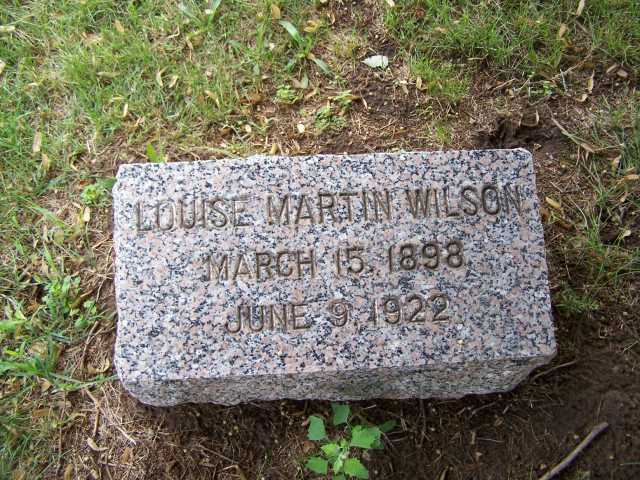 LOUISE MARTIN WILSON
MARCH 15, 1898
JUNE 9, 1922